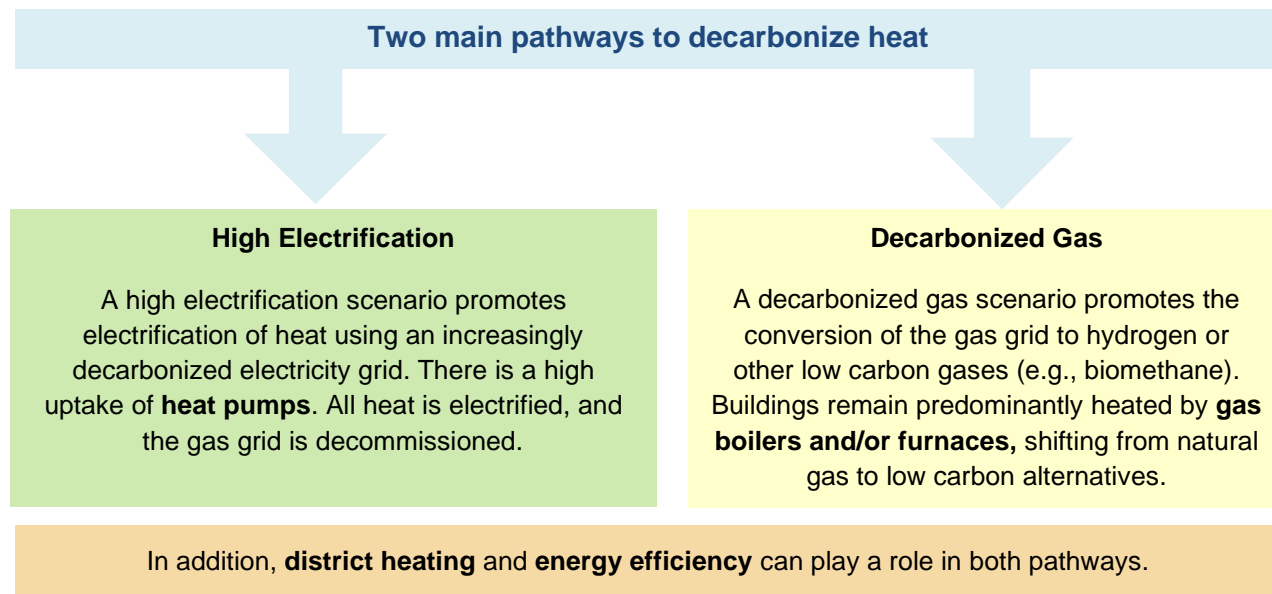 Two main pathways to decarbonize heat
High Electrification
A high electrification scenario promotes
electrification of heat using an increasingly
decarbonized electricity grid. There is a high
uptake of heat pumps. All heat is electrified, and
the gas grid is decommissioned.
Decarbonized Gas
A decarbonized gas scenario promotes the
conversion of the gas grid to hydrogen or
other low carbon gases (e.g., biomethane).
Buildings remain predominantly heated by gas
boilers and/or furnaces, shifting from natural
gas to low carbon alternatives.
In addition, district heating and energy efficiency can play a role in both pathways.